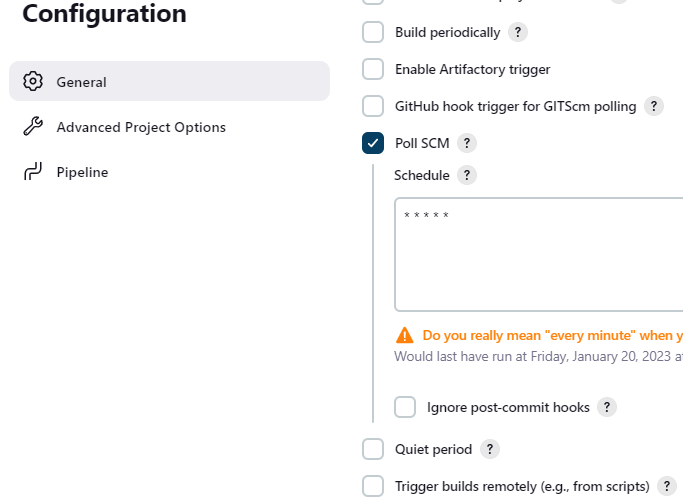 Configuration
General
Advanced Project Options
Pipeline
Build periodically ?
Enable Artifactory trigger
GitHub hook trigger for GITScm polling ?
Poll SCM ?
Schedule ?
* * * * *
Do you really mean "every minute" when y
Would last have run at Friday, January 20, 2023 a
Ignore post-commit hooks ?
Quiet period ?
Trigger builds remotely (e.g., from scripts) ?